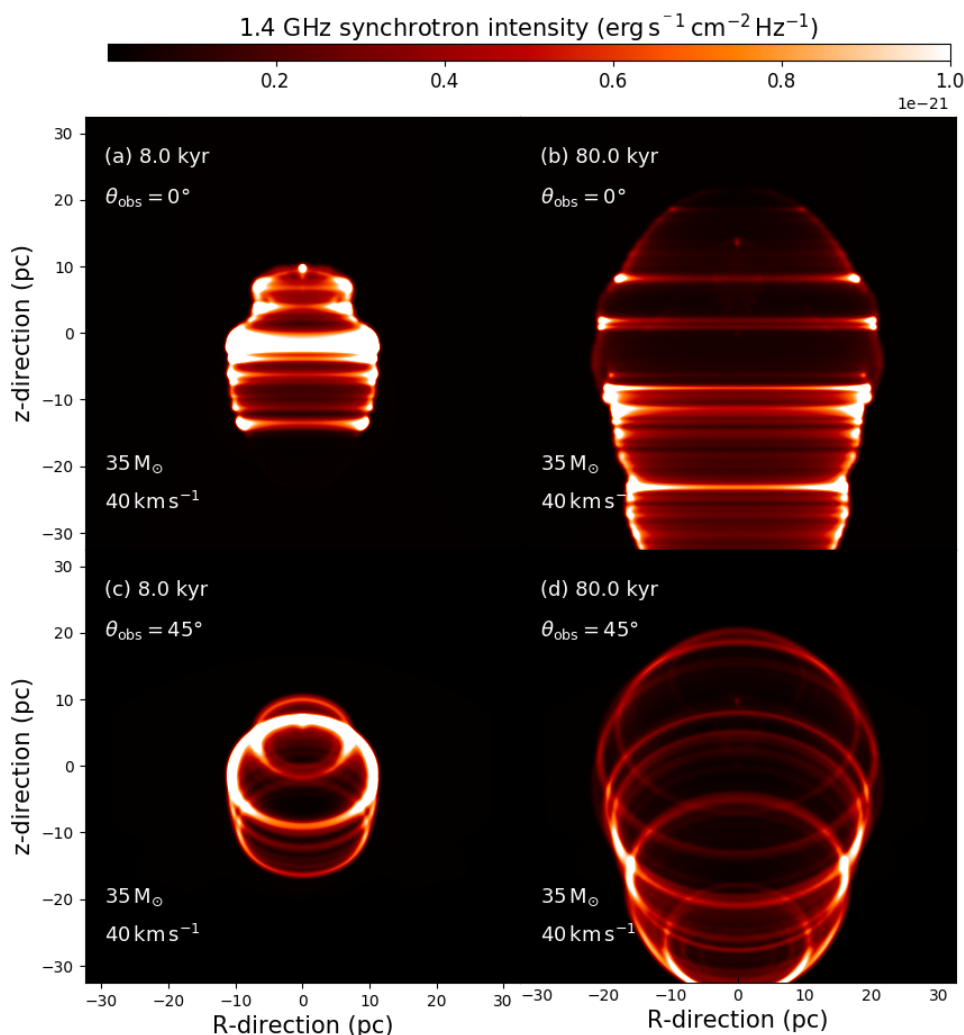 1.4 GHz synchrotron intensity (erg s⁻¹ cm⁻² Hz⁻¹)
0.2 0.4 0.6 0.8 1.0
1e−21
(a) 8.0 kyr
θobs = 0°
35 M⊙
40 km s⁻¹
(b) 80.0 kyr
θobs = 0°
35 M⊙
40 km s⁻¹
z-direction (pc)
30
20
10
0
−10
−20
−30
(c) 8.0 kyr
θobs = 45°
35 M⊙
40 km s⁻¹
(d) 80.0 kyr
θobs = 45°
35 M⊙
40 km s⁻¹
z-direction (pc)
30
20
10
0
−10
−20
−30
−30 −20 −10 0 10 20 30
−30 −20 −10 0 10 20 30
R-direction (pc)
R-direction (pc)